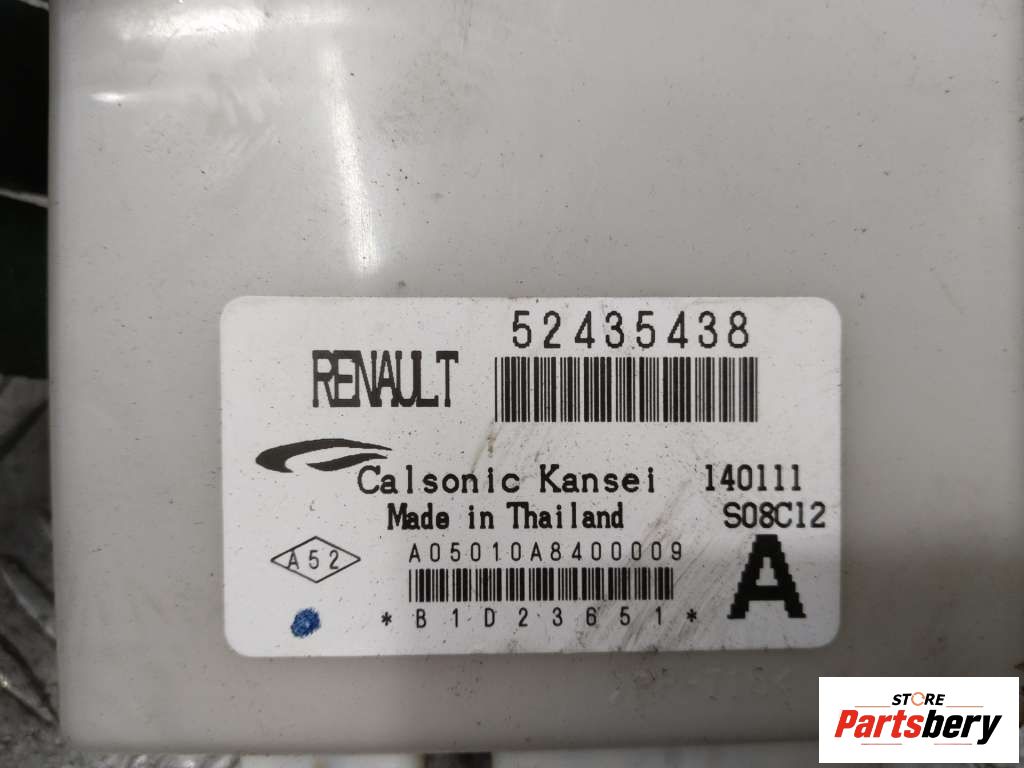 52435438
RENAULT
Calsonic Kansei 140111
Made in Thailand S08C12
A52 A05010A8400009
A
*B1D23651*
STORE
Partsbery